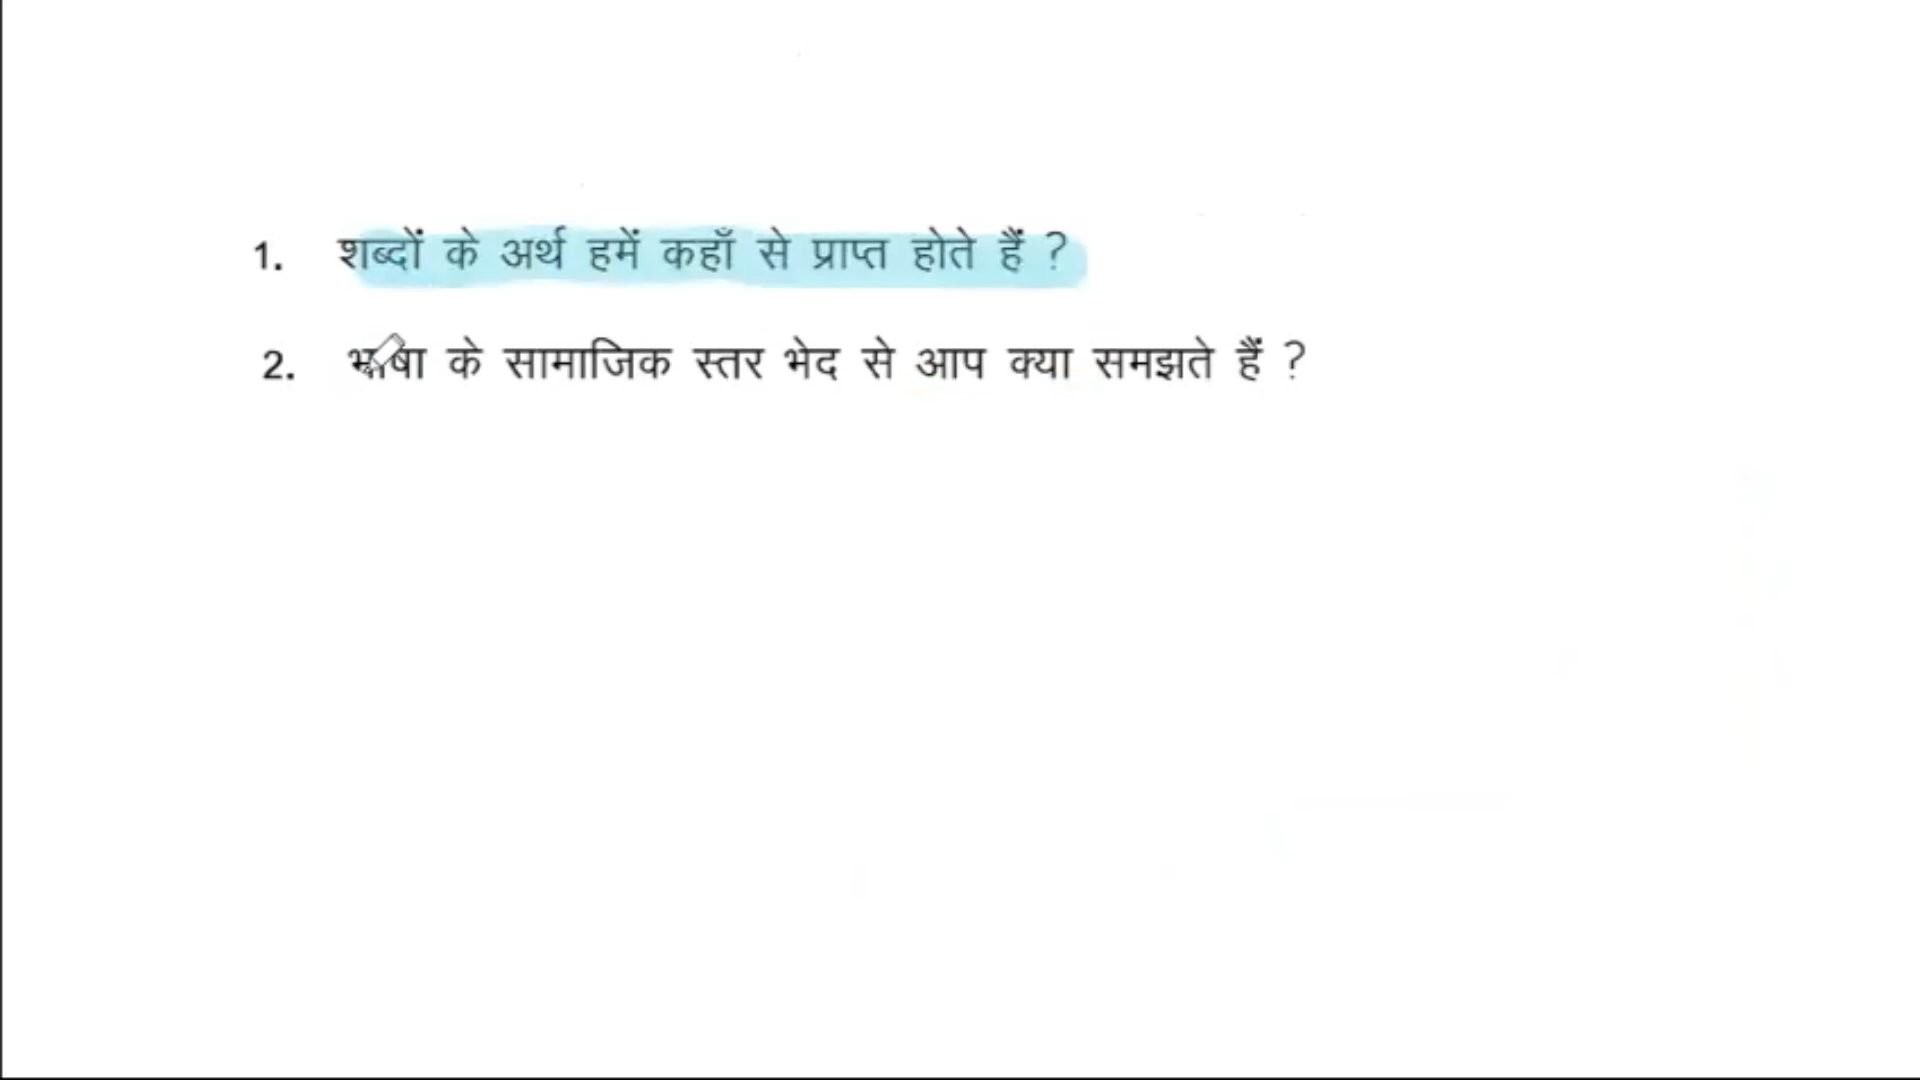 1. शब्दों के अर्थ हमें कहाँ से प्राप्त होते हैं ?
2. भाषा के सामाजिक स्तर भेद से आप क्या समझते हैं ?